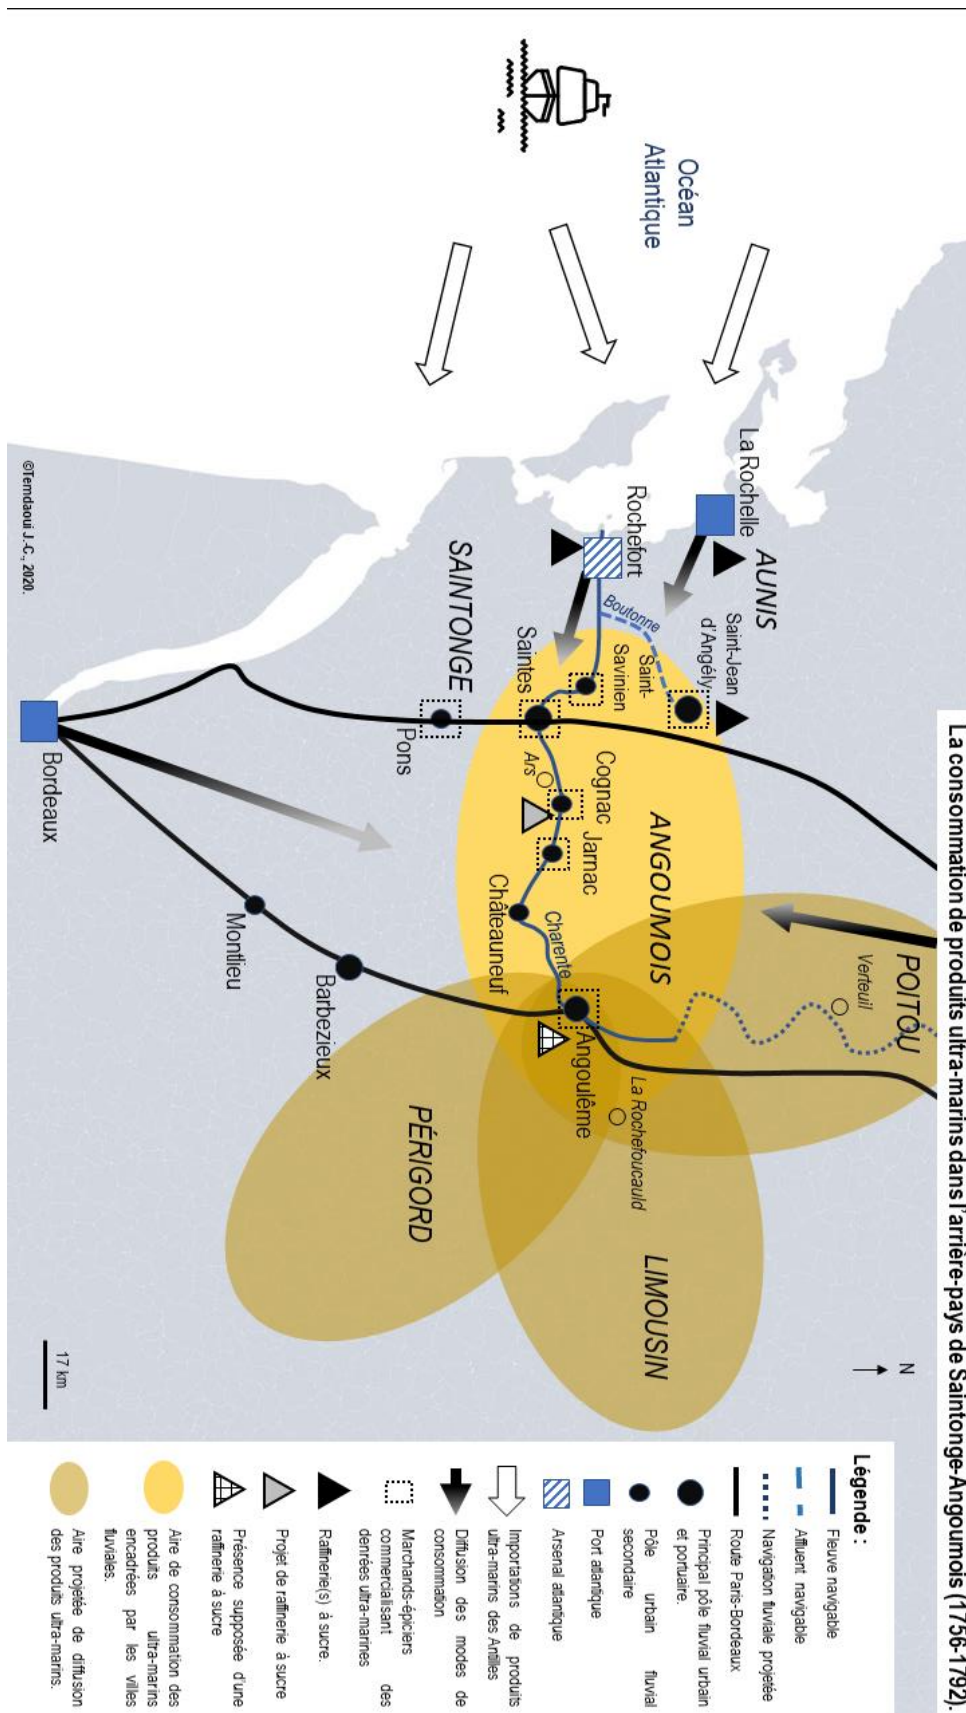 La consommation de produits ultra-marins dans l'arrière-pays de Saintonge-Angoumois (1756-1792).
Océan
Atlantique
La Rochelle
AUNIS
Rochefort
Boutonne
Saint-Jean
d'Angély
Saint-
Savinien
SAINTONGE
Saintes
Pons
Ars
Cognac
Jarnac
ANGOUMOIS
Châteauneuf
Charente
POITOU
Verteuil
Angoulême
La Rochefoucauld
LIMOUSIN
PÉRIGORD
Barbezieux
Montlieu
Bordeaux
N
17 km
©Temdaoui J.-C., 2020.
Légende :
Fleuve navigable
Affluent navigable
Navigation fluviale projetée
Route Paris-Bordeaux
Principal pôle fluvial urbain
et portuaire.
Pôle urbain fluvial
secondaire
Port atlantique
Arsenal atlantique
Importations de produits
ultra-marins des Antilles
Diffusion des modes de
consommation
Marchands-épiciers
commercialisant des
denrées ultra-marines
Raffinerie(s) à sucre.
Projet de raffinerie à sucre
Présence supposée d'une
raffinerie à sucre
Aire de consommation des
produits ultra-marins
encadrées par les villes
fluviales.
Aire projetée de diffusion
des produits ultra-marins.